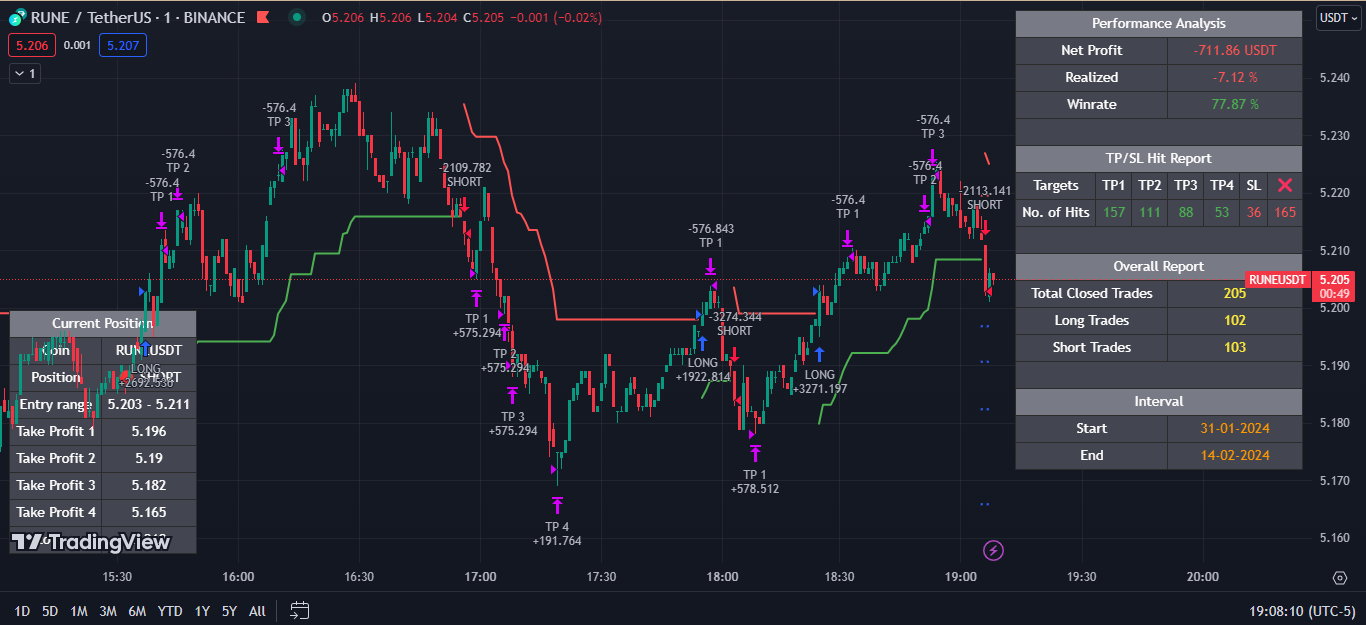 RUNE / TetherUS · 1 · BINANCE O5.206 H5.206 L5.204 C5.205 −0.001 (−0.02%)
5.206 0.001 5.207
1
USDT
5.240
5.230
5.220
5.210
5.200
5.190
5.180
5.170
5.160
RUNEUSDT 5.205
00:49
-576.4
TP 1
-576.4
TP 2
-576.4
TP 3
-2109.782
SHORT
TP 1
+575.294
TP 2
+575.294
TP 3
+575.294
TP 4
+191.764
LONG
+1922.814
-576.843
TP 1
-3274.344
SHORT
TP 1
+578.512
LONG
+3271.197
-576.4
TP 1
-576.4
TP 2
-576.4
TP 3
-2113.141
SHORT
LONG
Current Position
Coin RUNEUSDT
Position SHORT
Entry range 5.203 - 5.211
Take Profit 1 5.196
Take Profit 2 5.19
Take Profit 3 5.182
Take Profit 4 5.165
TradingView
Performance Analysis
Net Profit -711.86 USDT
Realized -7.12 %
Winrate 77.87 %
TP/SL Hit Report
Targets TP1 TP2 TP3 TP4 SL ❌
No. of Hits 157 111 88 53 36 165
Overall Report
Total Closed Trades 205
Long Trades 102
Short Trades 103
Interval
Start 31-01-2024
End 14-02-2024
15:30 16:00 16:30 17:00 17:30 18:00 18:30 19:00 19:30 20:00
1D 5D 1M 3M 6M YTD 1Y 5Y All
19:08:10 (UTC-5)